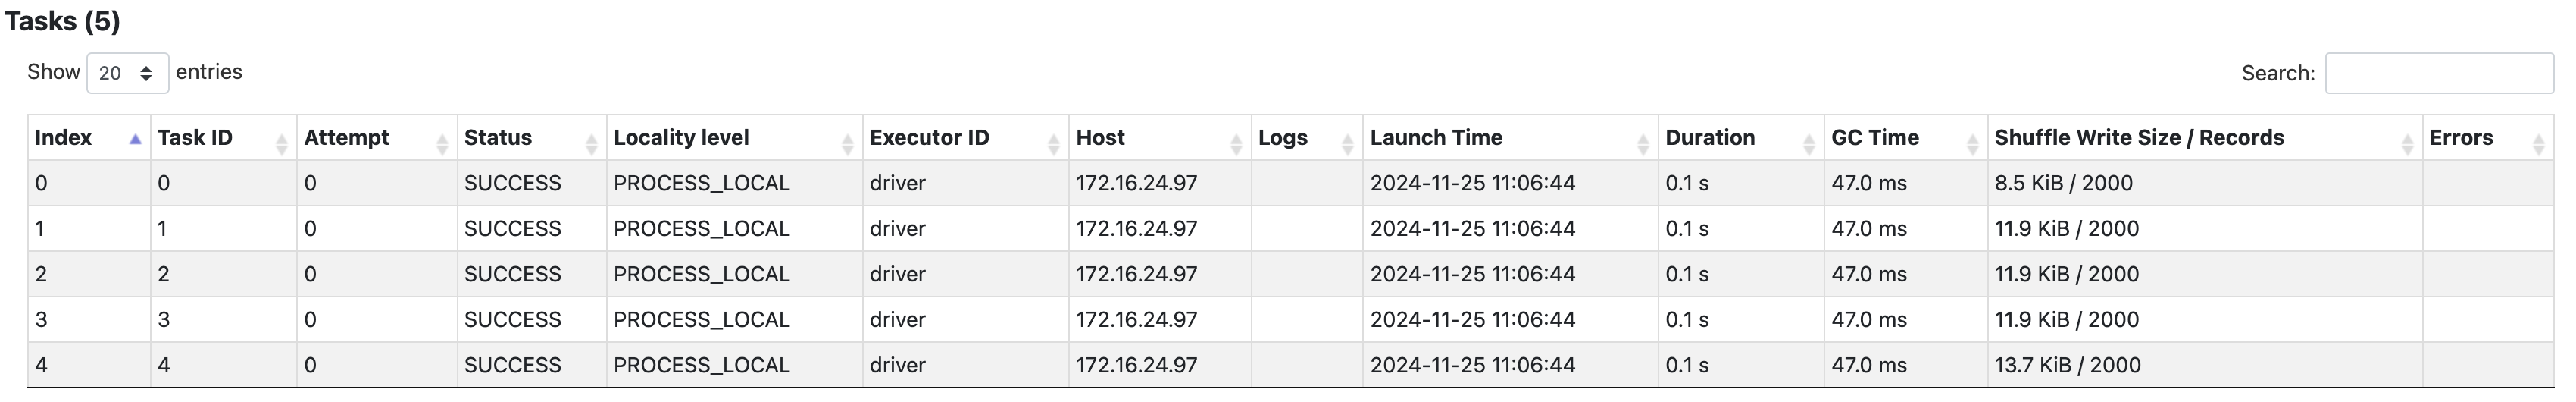 Tasks (5)
Show 20 entries Search:
Index Task ID Attempt Status Locality level Executor ID Host Logs Launch Time Duration GC Time Shuffle Write Size / Records Errors
0 0 0 SUCCESS PROCESS_LOCAL driver 172.16.24.97 2024-11-25 11:06:44 0.1 s 47.0 ms 8.5 KiB / 2000
1 1 0 SUCCESS PROCESS_LOCAL driver 172.16.24.97 2024-11-25 11:06:44 0.1 s 47.0 ms 11.9 KiB / 2000
2 2 0 SUCCESS PROCESS_LOCAL driver 172.16.24.97 2024-11-25 11:06:44 0.1 s 47.0 ms 11.9 KiB / 2000
3 3 0 SUCCESS PROCESS_LOCAL driver 172.16.24.97 2024-11-25 11:06:44 0.1 s 47.0 ms 11.9 KiB / 2000
4 4 0 SUCCESS PROCESS_LOCAL driver 172.16.24.97 2024-11-25 11:06:44 0.1 s 47.0 ms 13.7 KiB / 2000